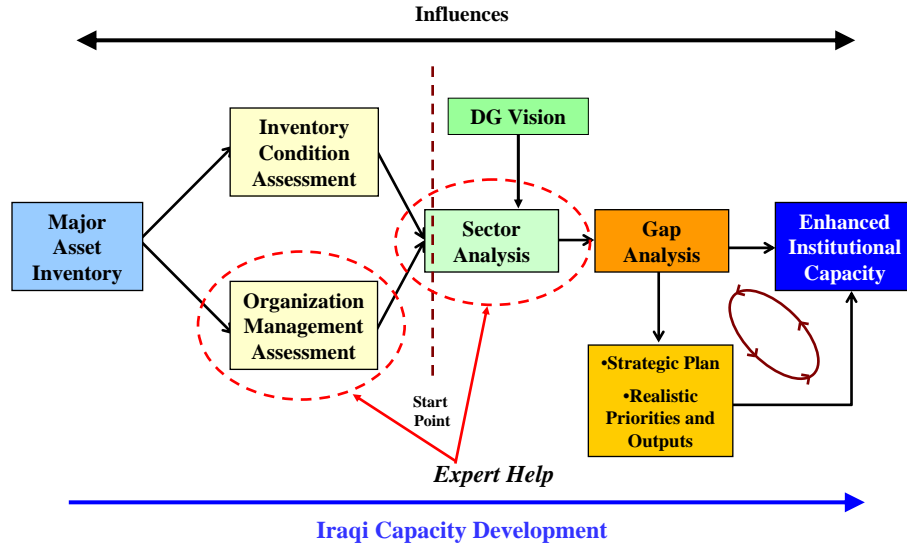 Influences
DG Vision
Inventory
Condition
Assessment
Major
Asset
Inventory
Sector
Analysis
Gap
Analysis
Enhanced
Institutional
Capacity
Organization
Management
Assessment
•Strategic Plan
•Realistic
Priorities and
Outputs
Start
Point
Expert Help
Iraqi Capacity Development